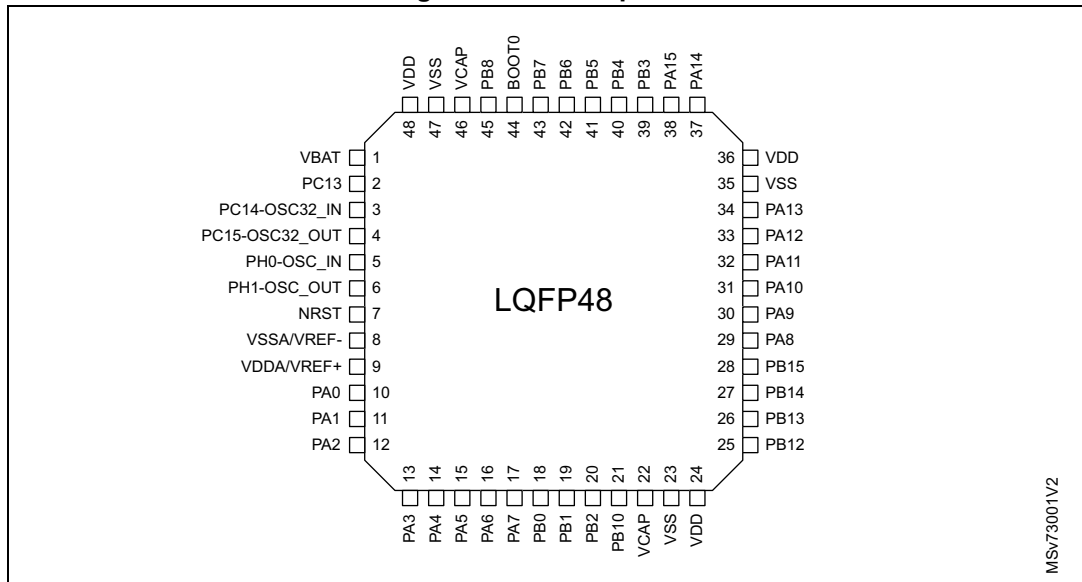 VDD
VSS
VCAP
PB8
BOOT0
PB7
PB6
PB5
PB4
PB3
PA15
PA14
48
47
46
45
44
43
42
41
40
39
38
37
VBAT 1
PC13 2
PC14-OSC32_IN 3
PC15-OSC32_OUT 4
PH0-OSC_IN 5
PH1-OSC_OUT 6
NRST 7
VSSA/VREF- 8
VDDA/VREF+ 9
PA0 10
PA1 11
PA2 12
LQFP48
36 VDD
35 VSS
34 PA13
33 PA12
32 PA11
31 PA10
30 PA9
29 PA8
28 PB15
27 PB14
26 PB13
25 PB12
13
14
15
16
17
18
19
20
21
22
23
24
PA3
PA4
PA5
PA6
PA7
PB0
PB1
PB2
PB10
VCAP
VSS
VDD
MSv73001V2